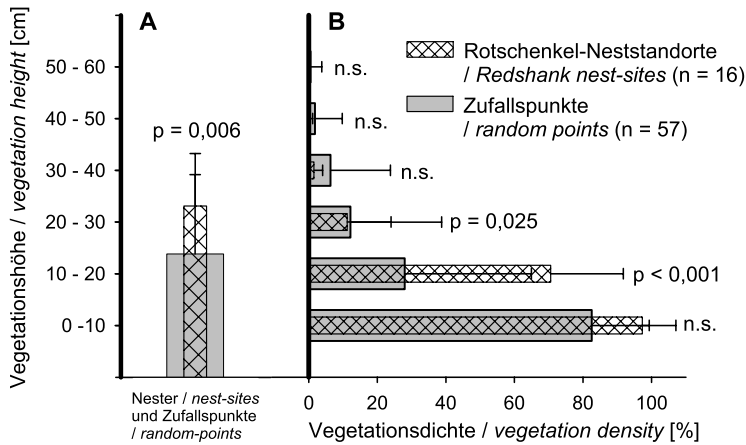 A
B
Vegetationshöhe / vegetation height [cm]
50 - 60
40 - 50
30 - 40
20 - 30
10 - 20
0 -10
p = 0,006
Nester / nest-sites
und Zufallspunkte
/ random-points
Rotschenkel-Neststandorte
/ Redshank nest-sites (n = 16)
Zufallspunkte
/ random points (n = 57)
n.s.
n.s.
n.s.
p = 0,025
p < 0,001
n.s.
0 20 40 60 80 100
Vegetationsdichte / vegetation density [%]